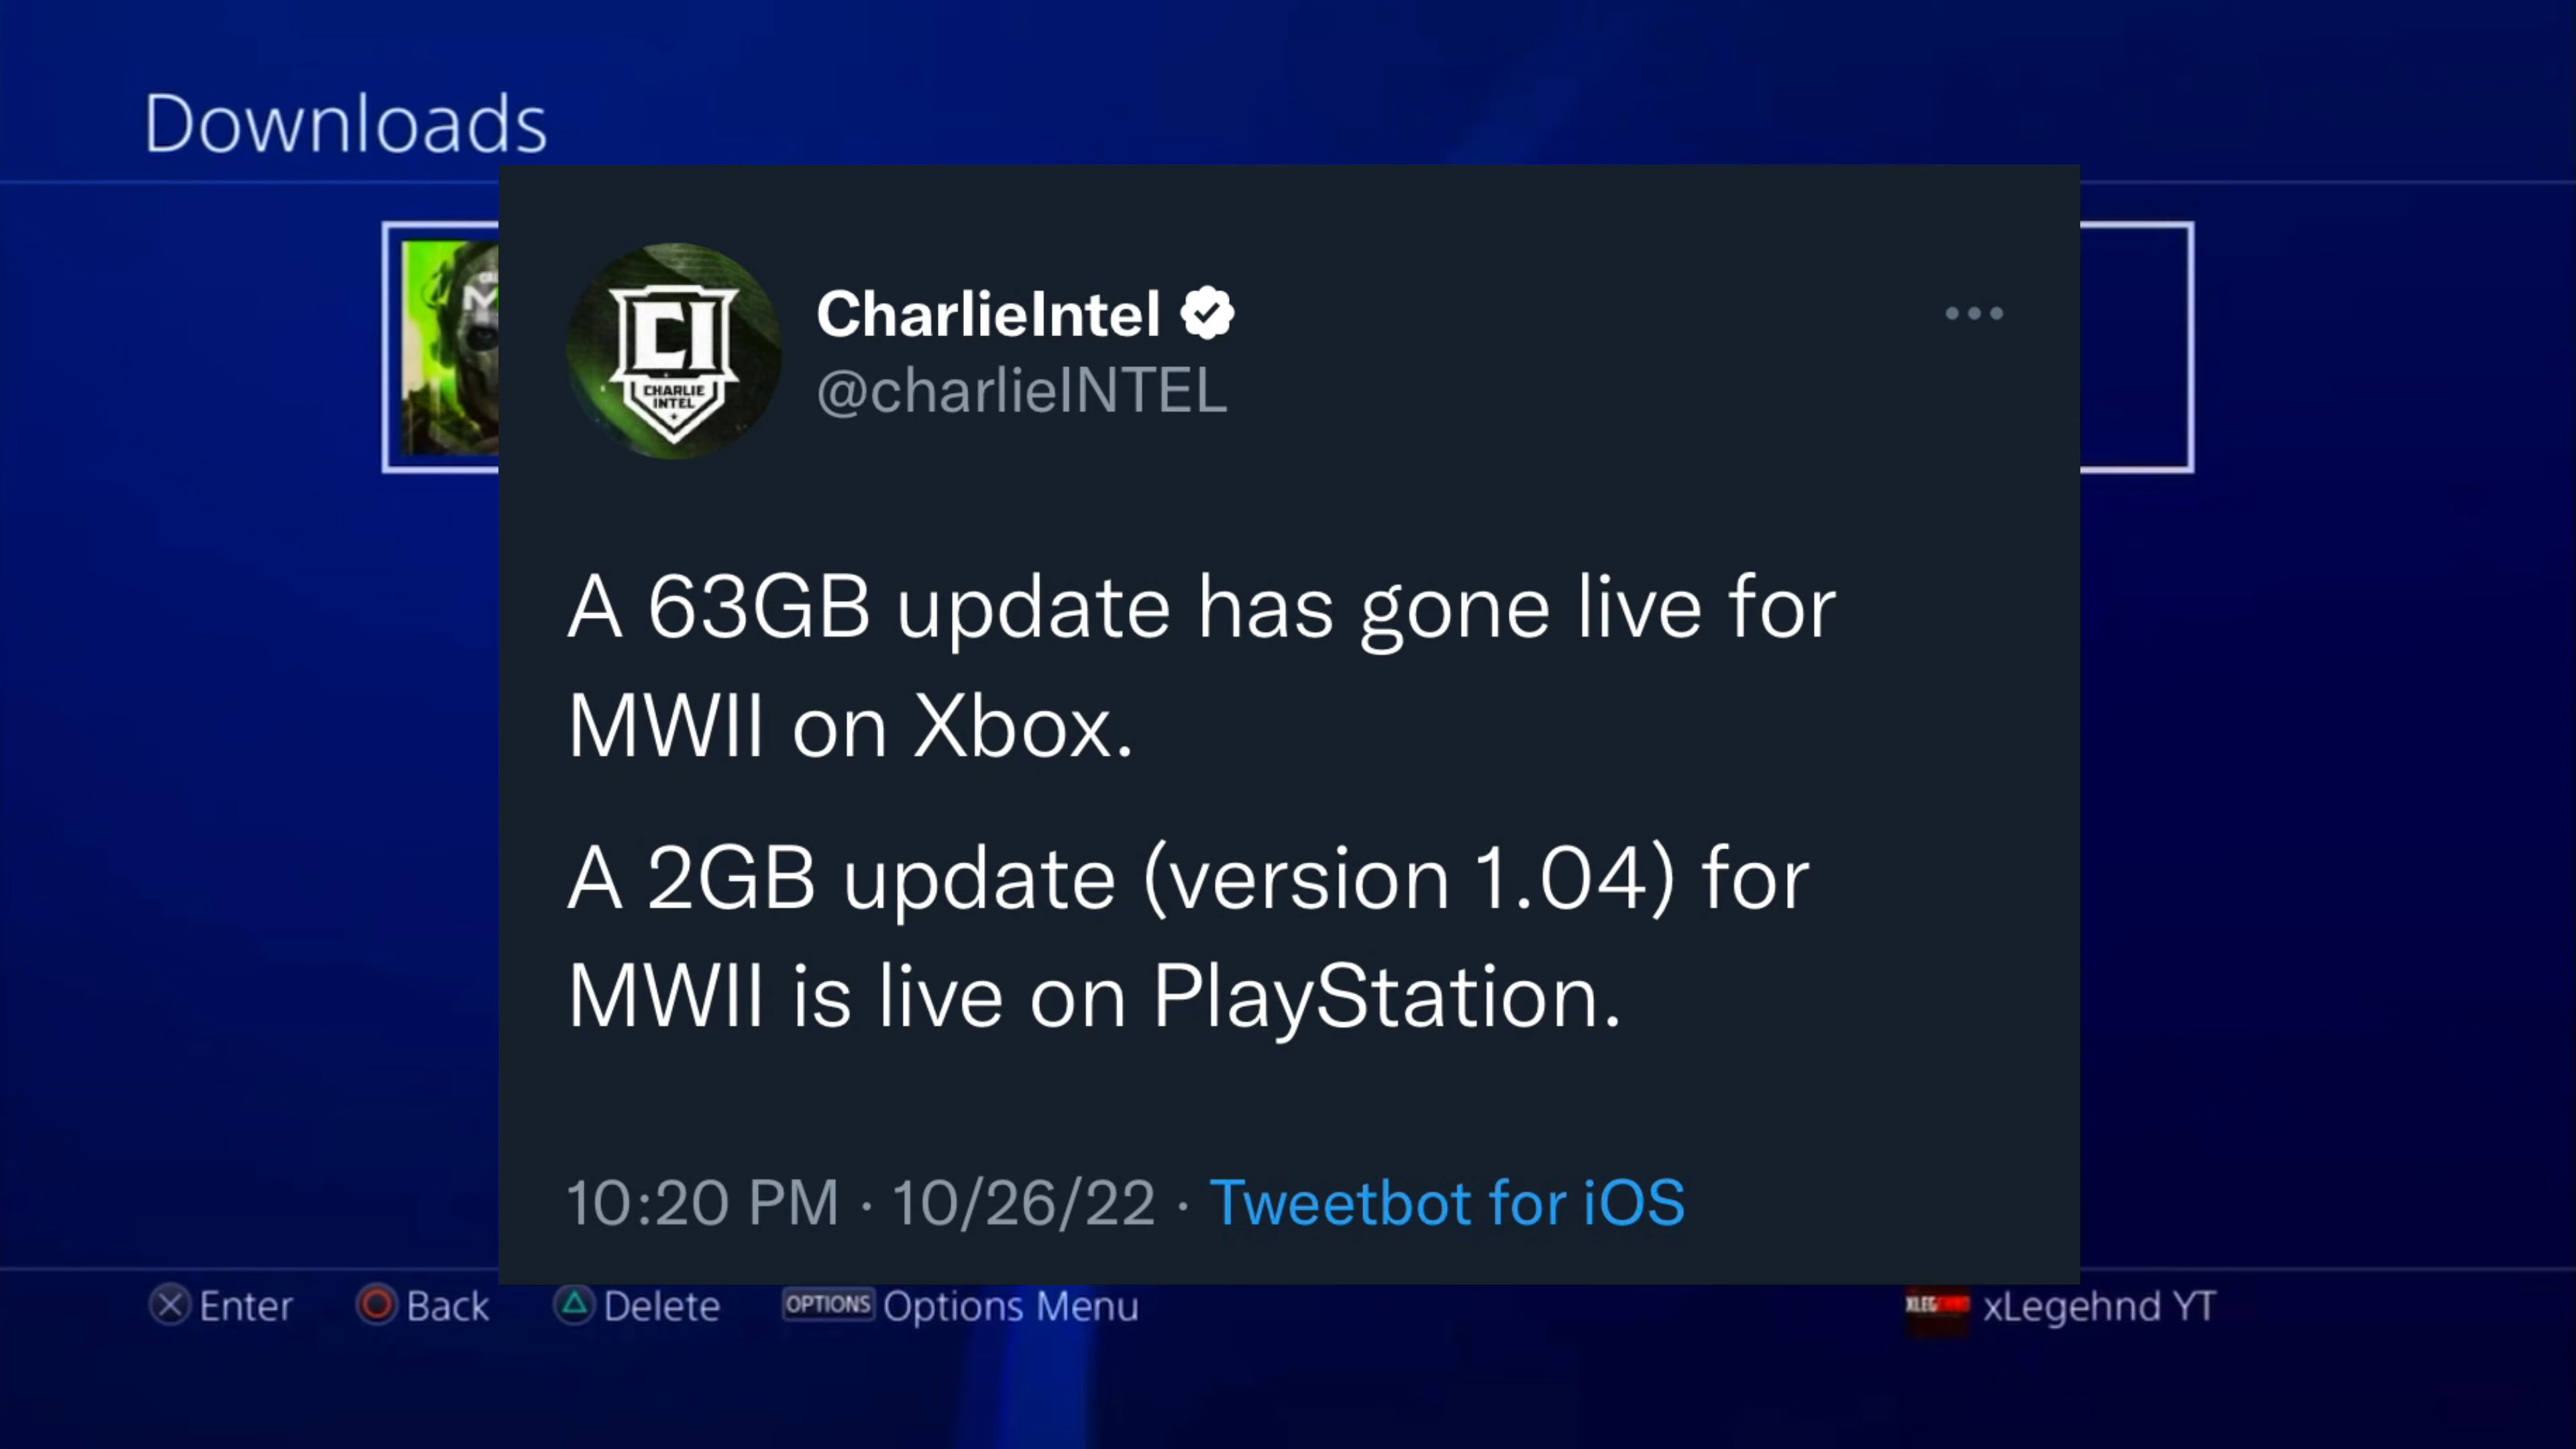 Downloads
CharlieIntel
@charlieINTEL
CI
CHARLIE
INTEL
A 63GB update has gone live for
MWII on Xbox.
A 2GB update (version 1.04) for
MWII is live on PlayStation.
10:20 PM · 10/26/22 · Tweetbot for iOS
Enter
Back
Delete
OPTIONS Options Menu
xLegehnd YT